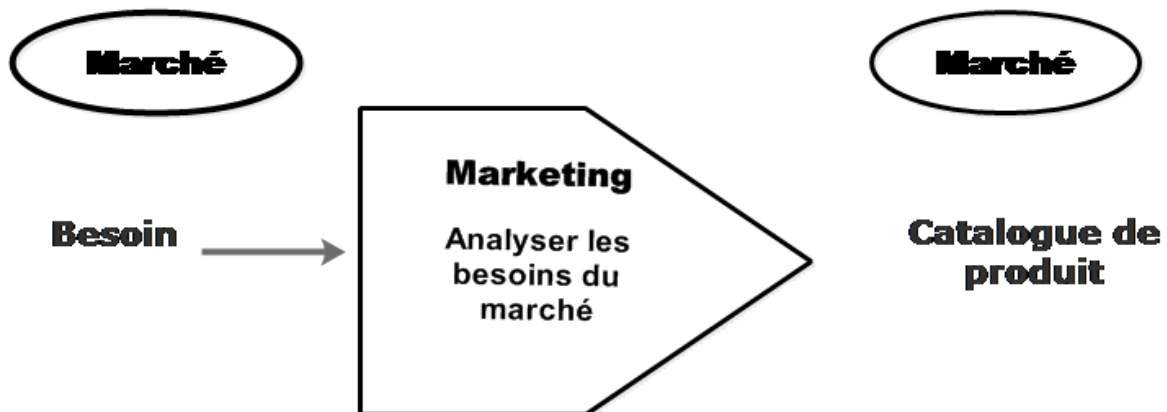 Marché
Marché
Marketing
Besoin
Analyser les
besoins du
marché
Catalogue de
produit